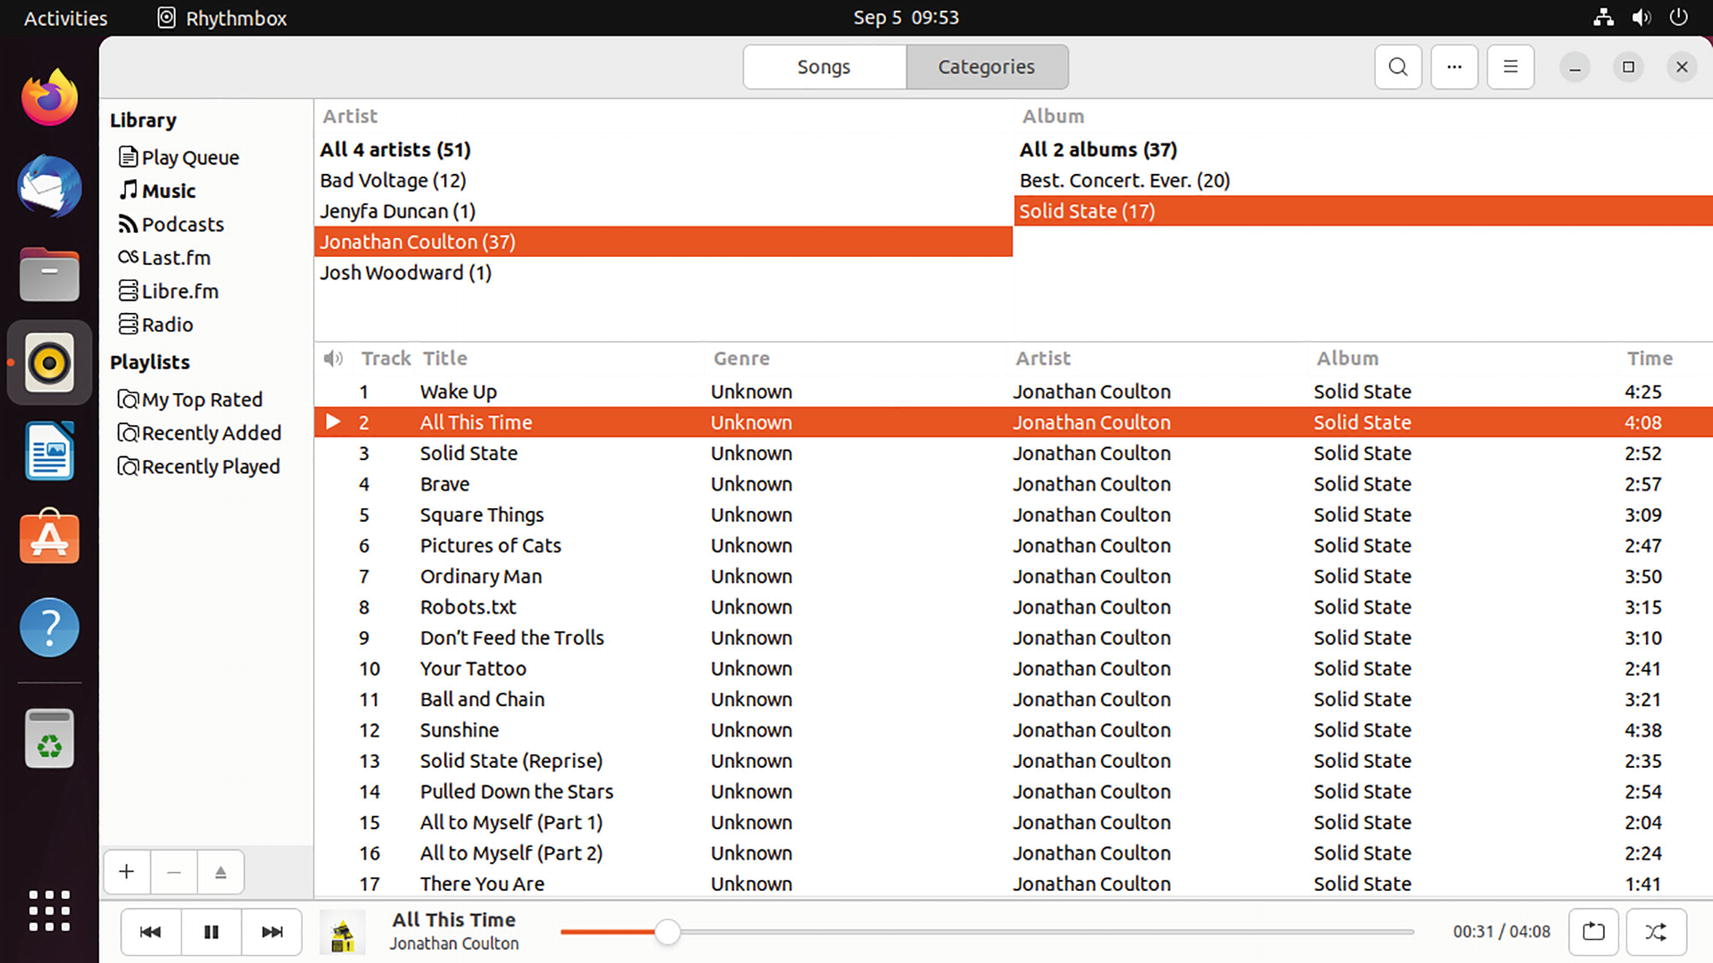 Activities Rhythmbox Sep 5 09:53
Songs Categories
Library
Play Queue
Music
Podcasts
Last.fm
Libre.fm
Radio
Playlists
My Top Rated
Recently Added
Recently Played
Artist
All 4 artists (51)
Bad Voltage (12)
Jenyfa Duncan (1)
Jonathan Coulton (37)
Josh Woodward (1)
Album
All 2 albums (37)
Best. Concert. Ever. (20)
Solid State (17)
Track Title Genre Artist Album Time
1 Wake Up Unknown Jonathan Coulton Solid State 4:25
2 All This Time Unknown Jonathan Coulton Solid State 4:08
3 Solid State Unknown Jonathan Coulton Solid State 2:52
4 Brave Unknown Jonathan Coulton Solid State 2:57
5 Square Things Unknown Jonathan Coulton Solid State 3:09
6 Pictures of Cats Unknown Jonathan Coulton Solid State 2:47
7 Ordinary Man Unknown Jonathan Coulton Solid State 3:50
8 Robots.txt Unknown Jonathan Coulton Solid State 3:15
9 Don’t Feed the Trolls Unknown Jonathan Coulton Solid State 3:10
10 Your Tattoo Unknown Jonathan Coulton Solid State 2:41
11 Ball and Chain Unknown Jonathan Coulton Solid State 3:21
12 Sunshine Unknown Jonathan Coulton Solid State 4:38
13 Solid State (Reprise) Unknown Jonathan Coulton Solid State 2:35
14 Pulled Down the Stars Unknown Jonathan Coulton Solid State 2:54
15 All to Myself (Part 1) Unknown Jonathan Coulton Solid State 2:04
16 All to Myself (Part 2) Unknown Jonathan Coulton Solid State 2:24
17 There You Are Unknown Jonathan Coulton Solid State 1:41
All This Time
Jonathan Coulton
00:31 / 04:08